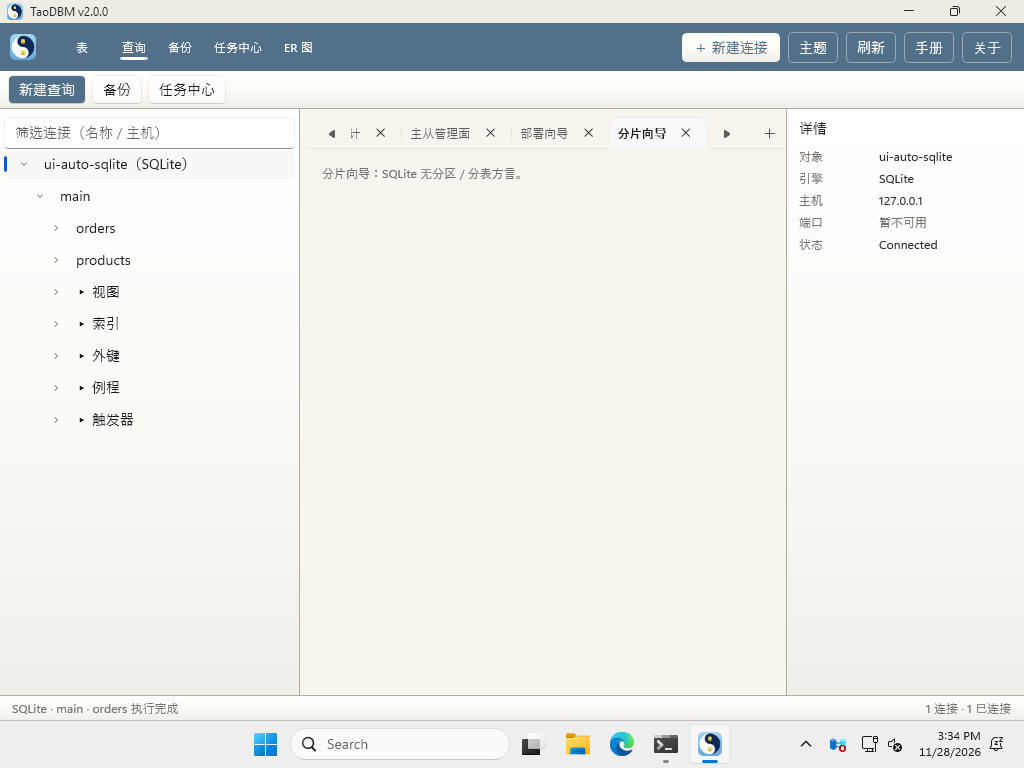 TaoDBM v2.0.0
表 查询 备份 任务中心 ER 图
+ 新建连接 主题 刷新 手册 关于
新建查询 备份 任务中心
筛选连接（名称 / 主机）
ui-auto-sqlite（SQLite）
main
orders
products
视图
索引
外键
例程
触发器
计 主从管理面 部署向导 分片向导
分片向导：SQLite 无分区 / 分表方言。
详情
对象 ui-auto-sqlite
引擎 SQLite
主机 127.0.0.1
端口 暂不可用
状态 Connected
SQLite · main · orders 执行完成
1 连接 · 1 已连接
Search
3:34 PM
11/28/2026